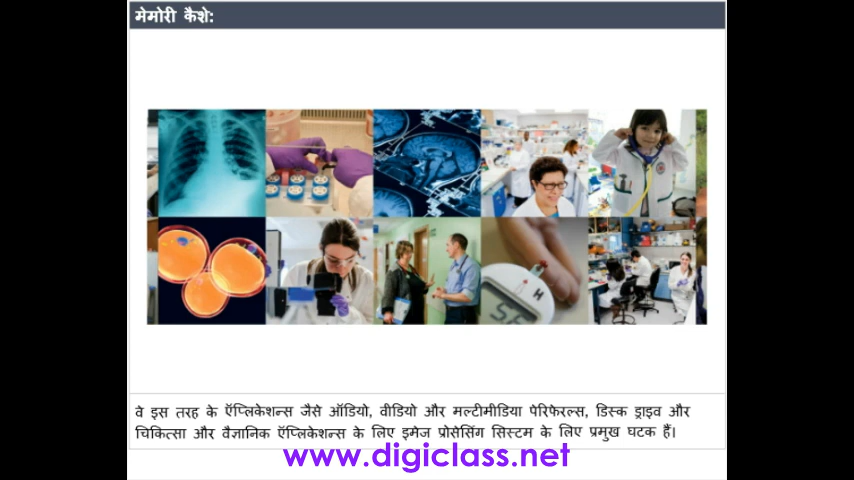 मेमोरी कैशे:
वे इस तरह के ऍप्लिकेशन्स जैसे ऑडियो, वीडियो और मल्टीमीडिया पेरिफेरल्स, डिस्क ड्राइव और
चिकित्सा और वैज्ञानिक ऍप्लिकेशन्स के लिए इमेज प्रोसेसिंग सिस्टम के लिए प्रमुख घटक हैं।
www.digiclass.net